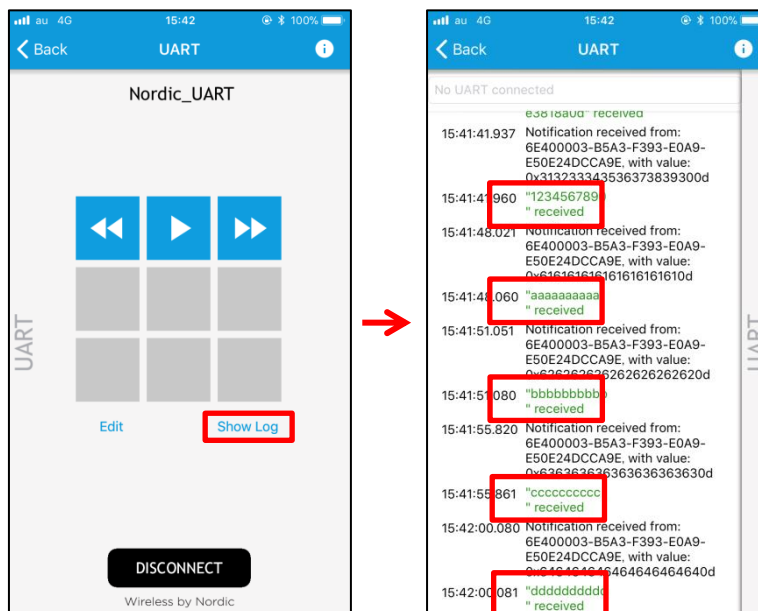 au 4G 15:42 100%
Back UART
Nordic_UART
UART
Edit Show Log
DISCONNECT
Wireless by Nordic
au 4G 15:42 100%
Back UART
No UART connected
e3818a0d" received
15:41:41.937 Notification received from:
6E400003-B5A3-F393-E0A9-
E50E24DCCA9E, with value:
0x313233343536373839300d
15:41:41.960 "1234567890
" received
15:41:48.021 Notification received from:
6E400003-B5A3-F393-E0A9-
E50E24DCCA9E, with value:
0x616161616161616161610d
15:41:48.060 "aaaaaaaaaa
" received
15:41:51.051 Notification received from:
6E400003-B5A3-F393-E0A9-
E50E24DCCA9E, with value:
0x626262626262626262620d
15:41:51.080 "bbbbbbbbbb
" received
15:41:55.820 Notification received from:
6E400003-B5A3-F393-E0A9-
E50E24DCCA9E, with value:
0x636363636363636363630d
15:41:55.861 "cccccccccc
" received
15:42:00.080 Notification received from:
6E400003-B5A3-F393-E0A9-
E50E24DCCA9E, with value:
0x646464646464646464640d
15:42:00.081 "dddddddddd
" received
UART